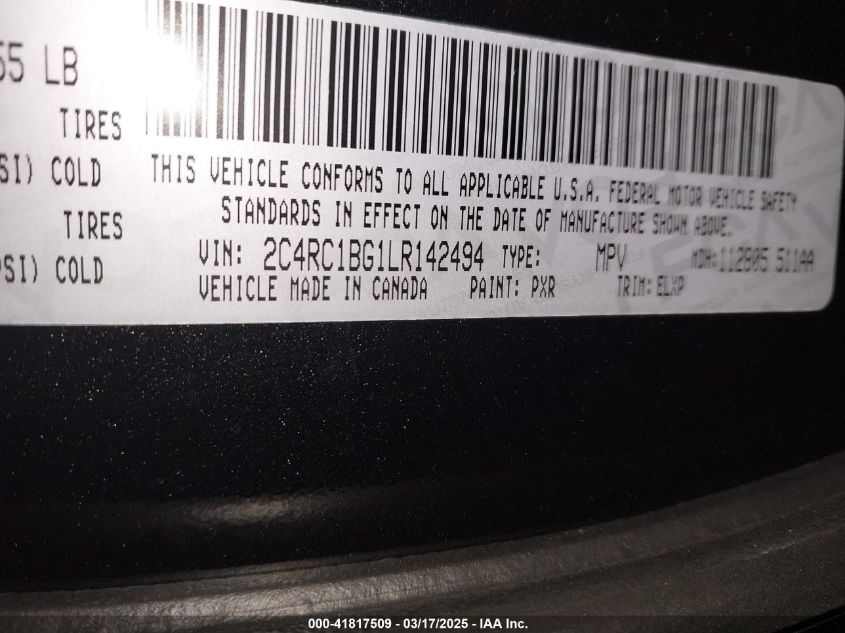 55 LB
TIRES
SI) COLD
THIS VEHICLE CONFORMS TO ALL APPLICABLE U.S.A. FEDERAL MOTOR VEHICLE SAFETY
STANDARDS IN EFFECT ON THE DATE OF MANUFACTURE SHOWN ABOVE.
TIRES
PSI) COLD
VIN: 2C4RC1BG1LR142494 TYPE: MPV MDH: 112805 511AA
VEHICLE MADE IN CANADA PAINT: PXR TRIM: ELXP
000-41817509 - 03/17/2025 - IAA Inc.